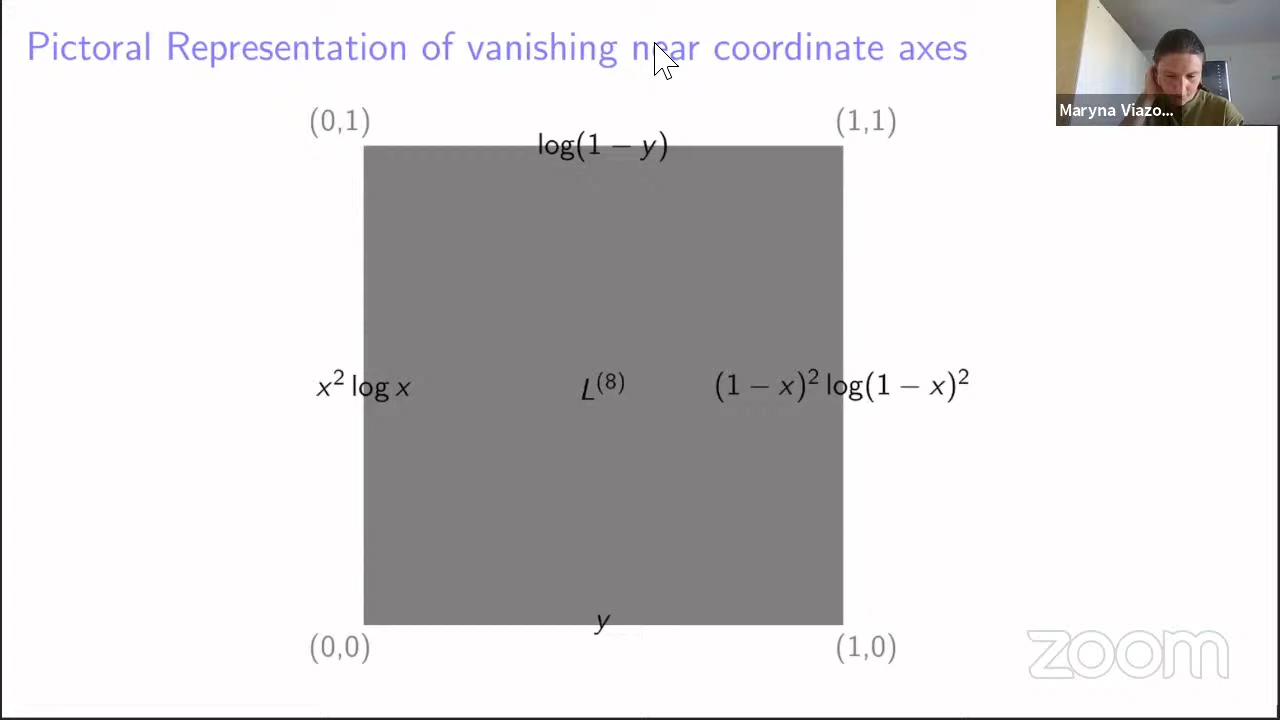 Pictoral Representation of vanishing near coordinate axes
Maryna Viazo...
(0,1)
(1,1)
log(1 − y)
x² log x
L⁽⁸⁾
(1 − x)² log(1 − x)²
y
(0,0)
(1,0)
zoom